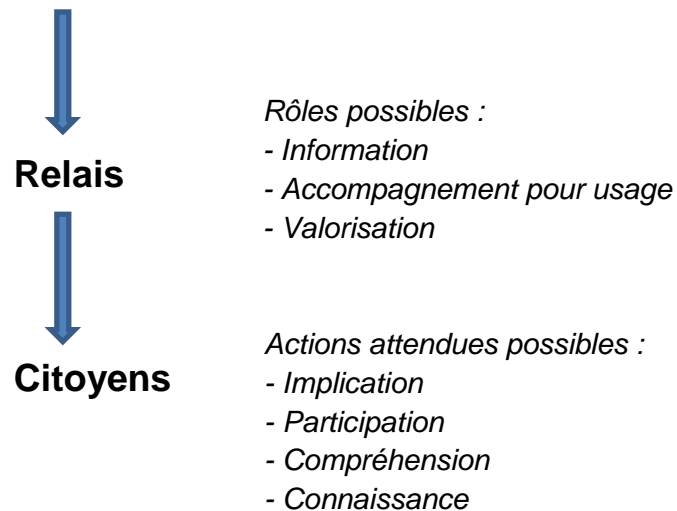 Rôles possibles :
- Information
Relais
- Accompagnement pour usage
- Valorisation
Actions attendues possibles :
Citoyens
- Implication
- Participation
- Compréhension
- Connaissance